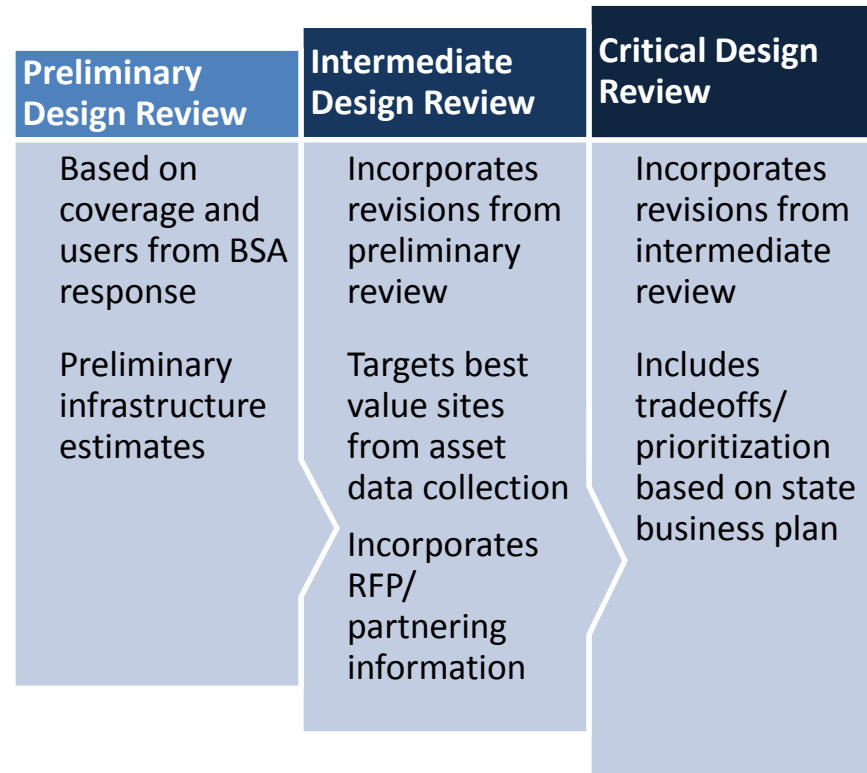 Preliminary
Design Review
Based on
coverage and
users from BSA
response
Preliminary
infrastructure
estimates
Intermediate
Design Review
Incorporates
revisions from
preliminary
review
Targets best
value sites
from asset
data collection
Incorporates
RFP/
partnering
information
Critical Design
Review
Incorporates
revisions from
intermediate
review
Includes
tradeoffs/
prioritization
based on state
business plan